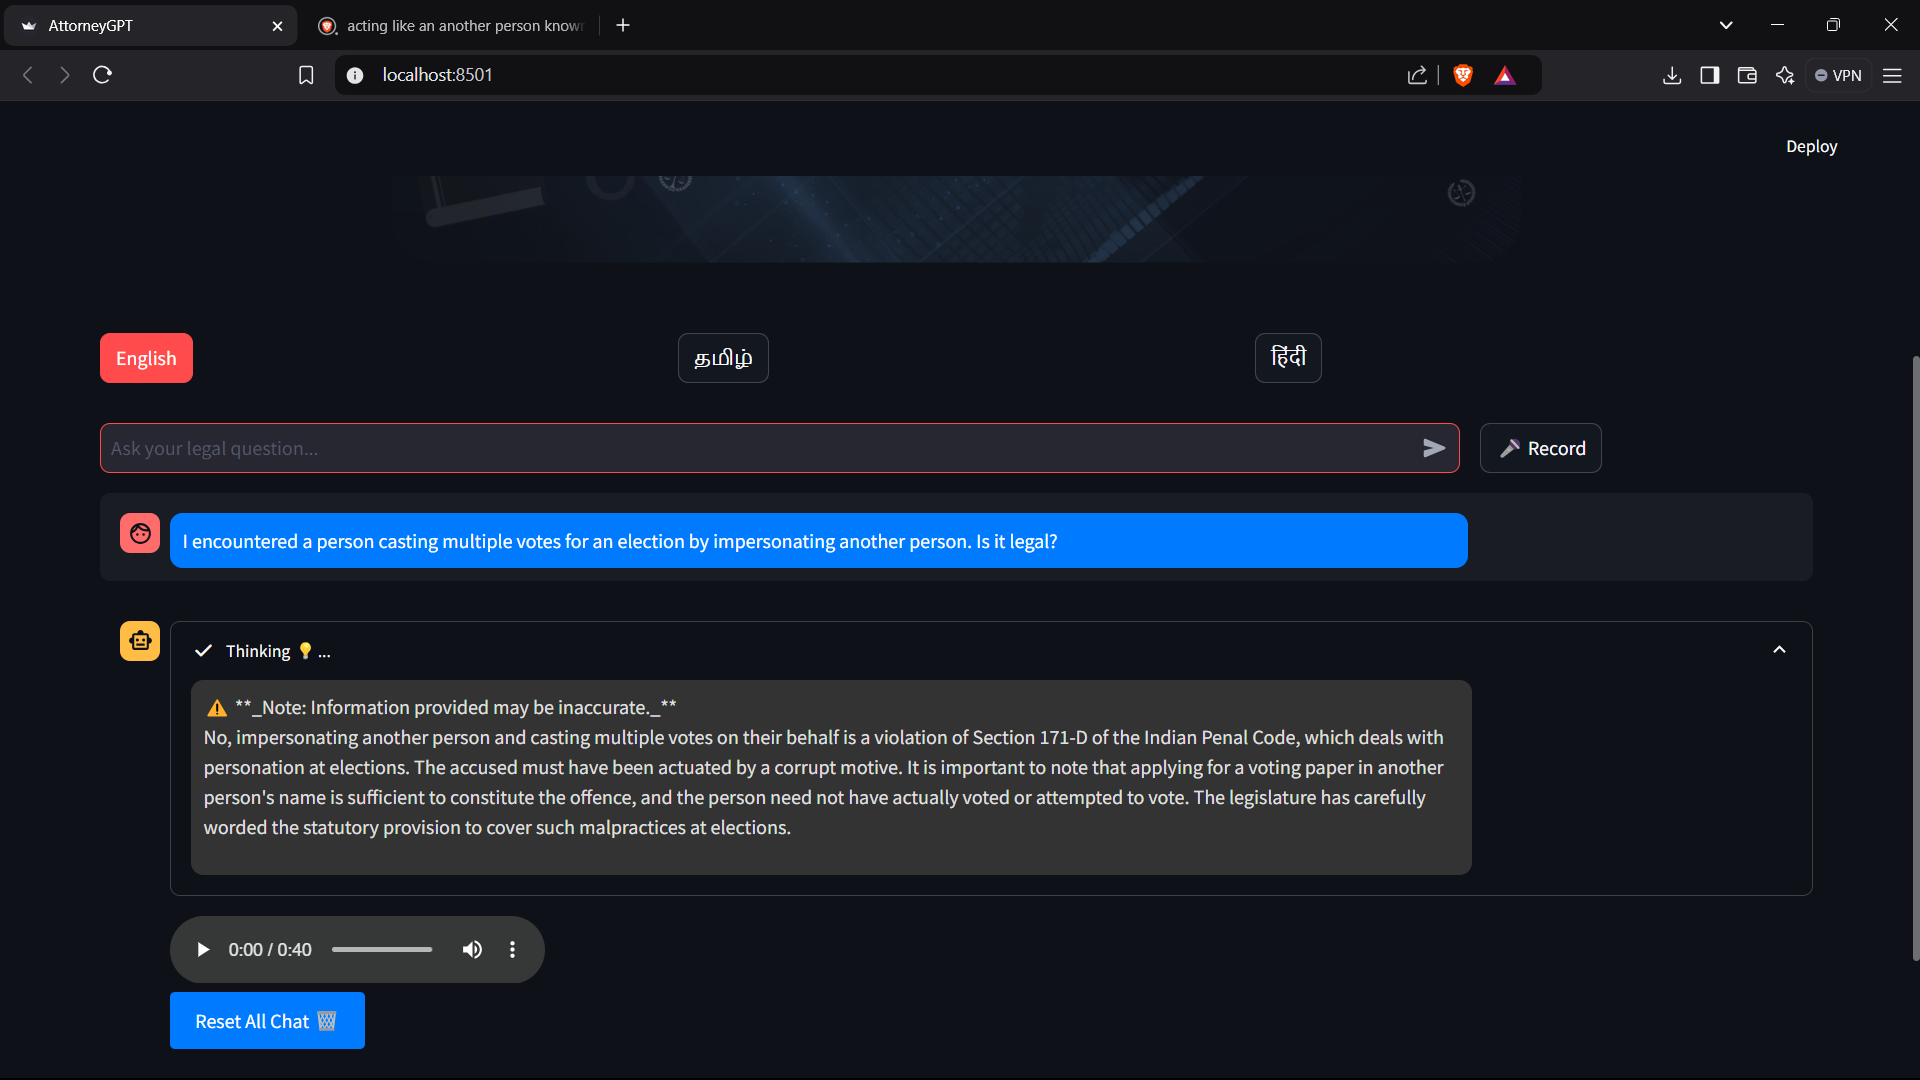 AttorneyGPT
acting like an another person know
localhost:8501
VPN
Deploy
English
தமிழ்
हिंदी
Ask your legal question...
Record
I encountered a person casting multiple votes for an election by impersonating another person. Is it legal?
Thinking 💡 ...
⚠️ **_Note: Information provided may be inaccurate._**
No, impersonating another person and casting multiple votes on their behalf is a violation of Section 171-D of the Indian Penal Code, which deals with
personation at elections. The accused must have been actuated by a corrupt motive. It is important to note that applying for a voting paper in another
person's name is sufficient to constitute the offence, and the person need not have actually voted or attempted to vote. The legislature has carefully
worded the statutory provision to cover such malpractices at elections.
0:00 / 0:40
Reset All Chat 🗑️